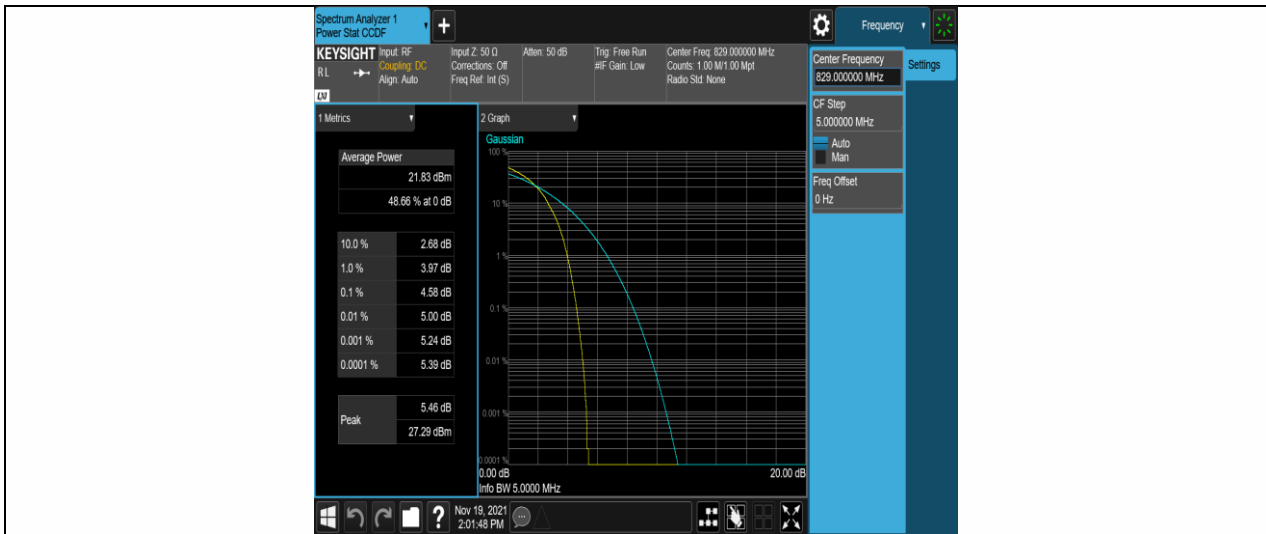 Spectrum Analyzer 1
Power Stat CCDF
Frequency
KEYSIGHT
R L
LXI
Input: RF
Coupling: DC
Align: Auto
Input Z: 50 Ω
Corrections: Off
Freq Ref: Int (S)
Atten: 50 dB
Trig: Free Run
#IF Gain: Low
Center Freq: 829.000000 MHz
Counts: 1.00 M/1.00 Mpt
Radio Std: None
Center Frequency
829.000000 MHz
Settings
CF Step
5.000000 MHz
Auto
Man
Freq Offset
0 Hz
1 Metrics
Average Power
21.83 dBm
48.66 % at 0 dB
10.0 % 2.68 dB
1.0 % 3.97 dB
0.1 % 4.58 dB
0.01 % 5.00 dB
0.001 % 5.24 dB
0.0001 % 5.39 dB
Peak
5.46 dB
27.29 dBm
2 Graph
Gaussian
100 %
10 %
1 %
0.1 %
0.01 %
0.001 %
0.0001 %
0.00 dB 20.00 dB
Info BW 5.0000 MHz
?
Nov 19, 2021
2:01:48 PM